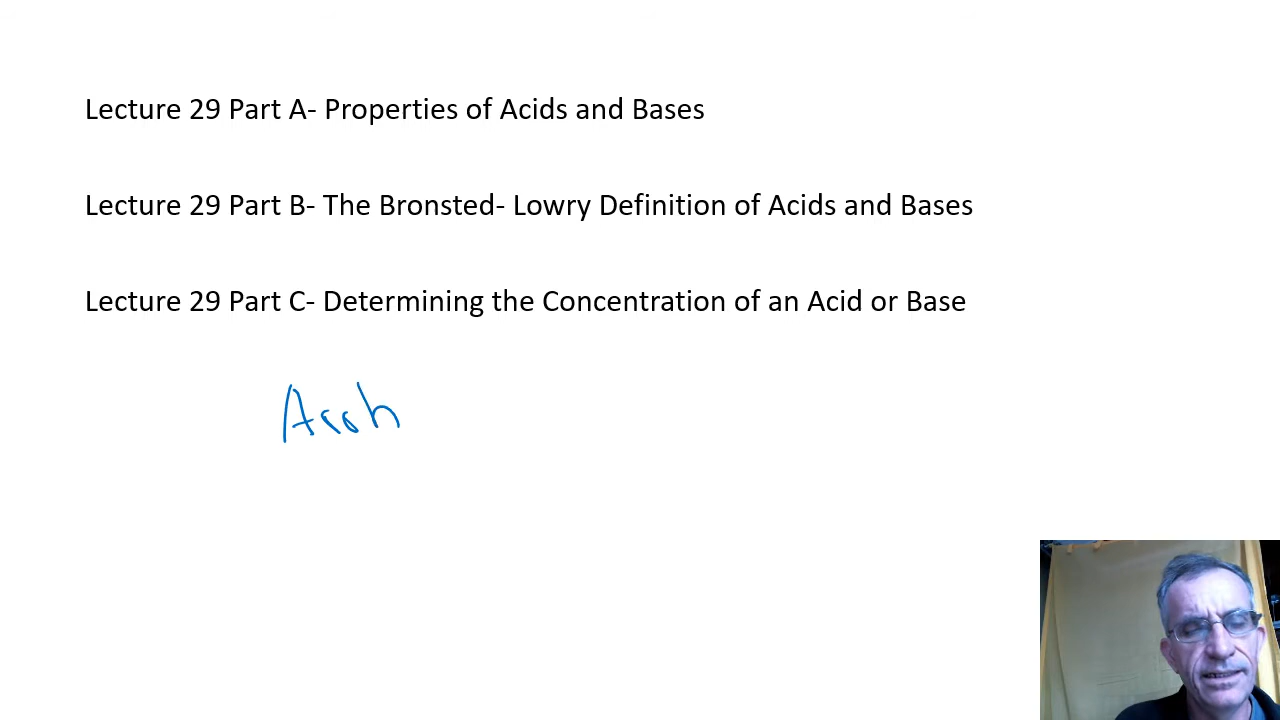 Lecture 29 Part A- Properties of Acids and Bases
Lecture 29 Part B- The Bronsted- Lowry Definition of Acids and Bases
Lecture 29 Part C- Determining the Concentration of an Acid or Base